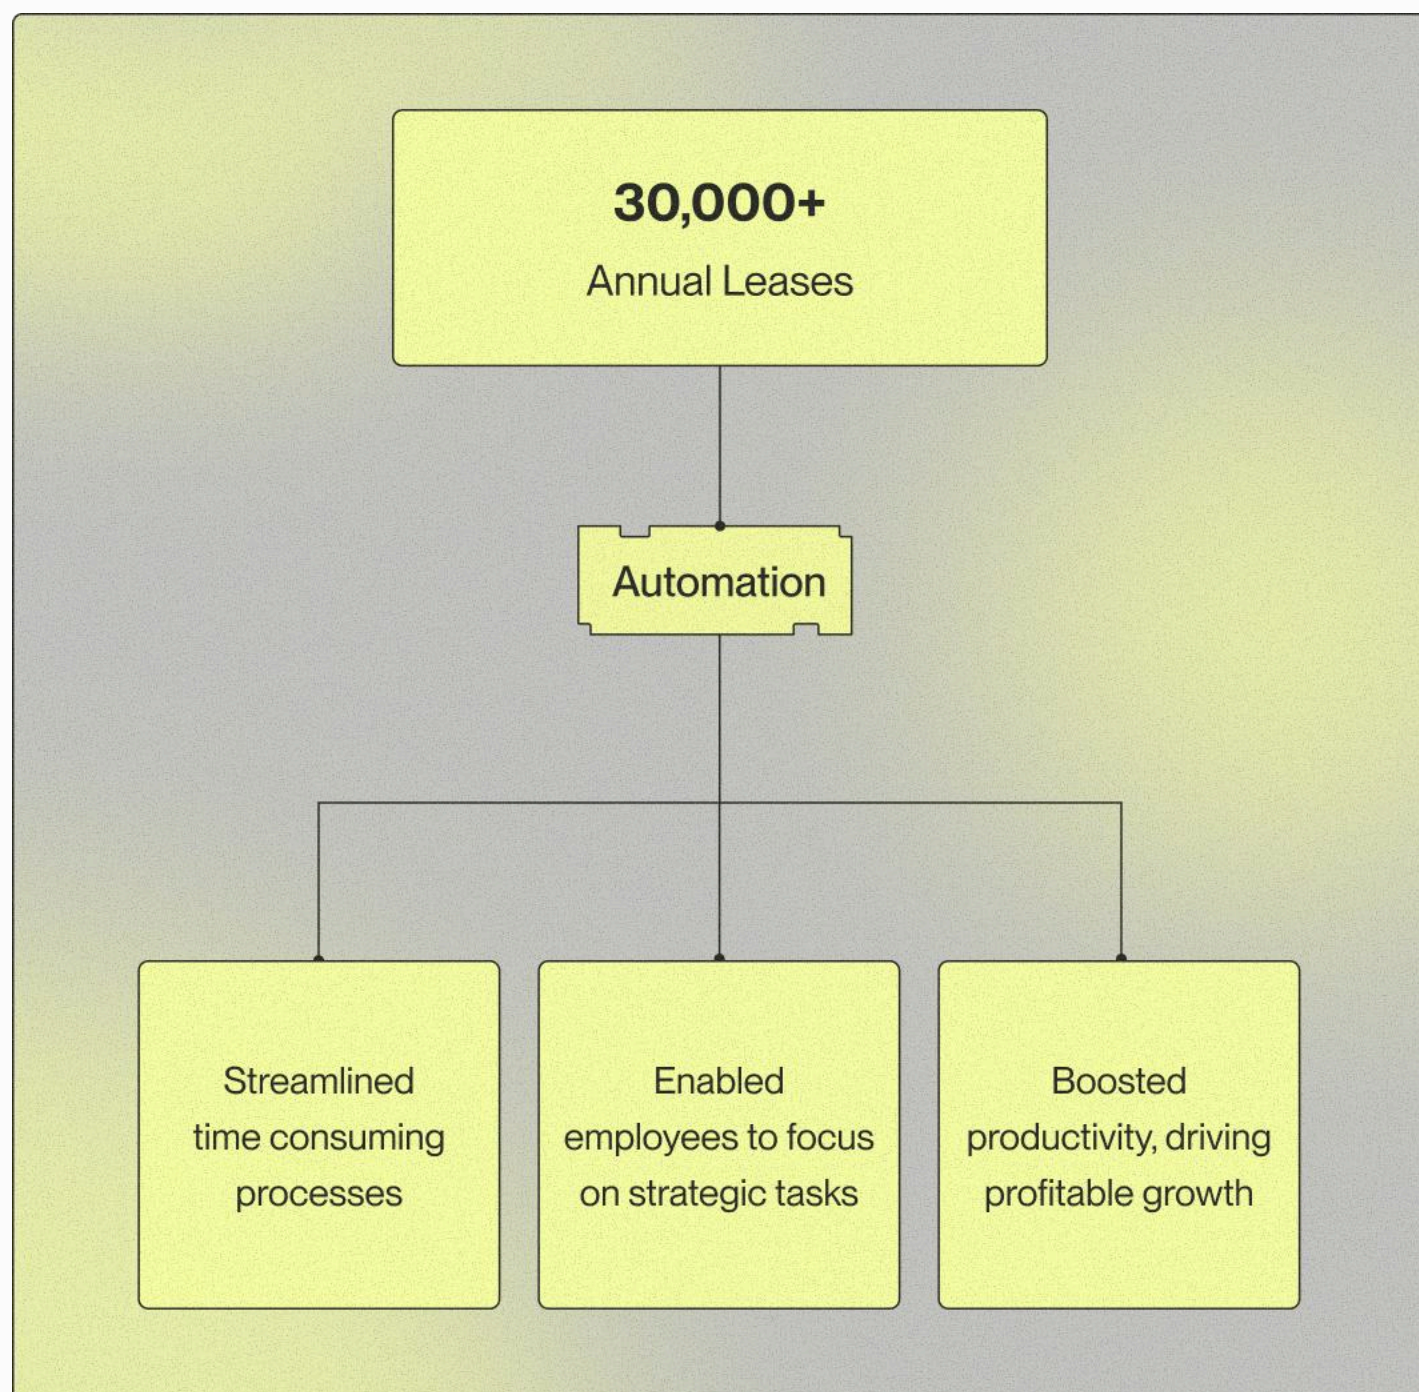 30,000+
Annual Leases
Automation
Streamlined
time consuming
processes
Enabled
employees to focus
on strategic tasks
Boosted
productivity, driving
profitable growth